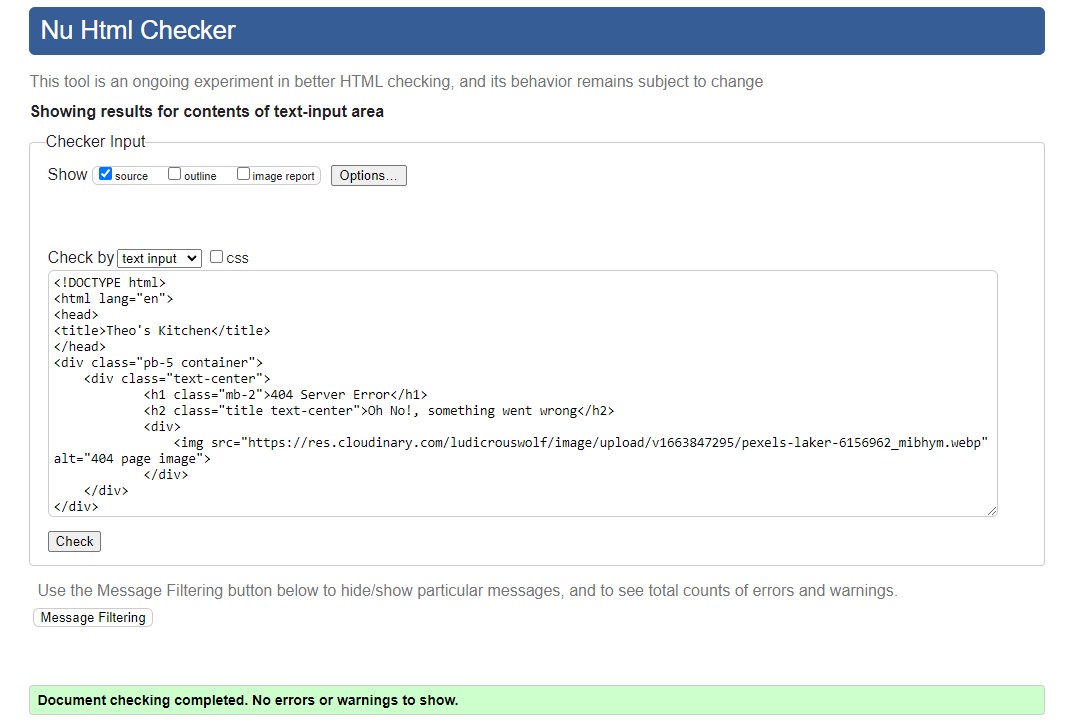 Nu Html Checker
This tool is an ongoing experiment in better HTML checking, and its behavior remains subject to change
Showing results for contents of text-input area
Checker Input
Show source outline image report Options...
Check by text input css
<!DOCTYPE html>
<html lang="en">
<head>
<title>Theo's Kitchen</title>
</head>
<div class="pb-5 container">
    <div class="text-center">
            <h1 class="mb-2">404 Server Error</h1>
            <h2 class="title text-center">Oh No!, something went wrong</h2>
            <div>
                <img src="https://res.cloudinary.com/ludicrouswolf/image/upload/v1663847295/pexels-laker-6156962_mibhym.webp"
alt="404 page image">
            </div>
    </div>
</div>
Check
Use the Message Filtering button below to hide/show particular messages, and to see total counts of errors and warnings.
Message Filtering
Document checking completed. No errors or warnings to show.